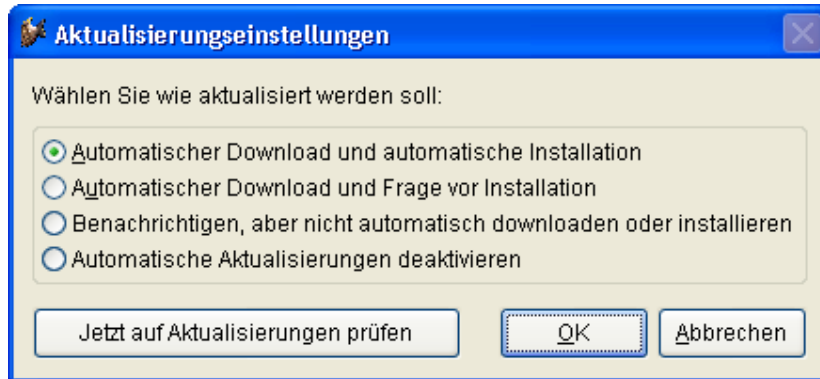 Aktualisierungseinstellungen
Wählen Sie wie aktualisiert werden soll:
Automatischer Download und automatische Installation
Automatischer Download und Frage vor Installation
Benachrichtigen, aber nicht automatisch downloaden oder installieren
Automatische Aktualisierungen deaktivieren
Jetzt auf Aktualisierungen prüfen OK Abbrechen